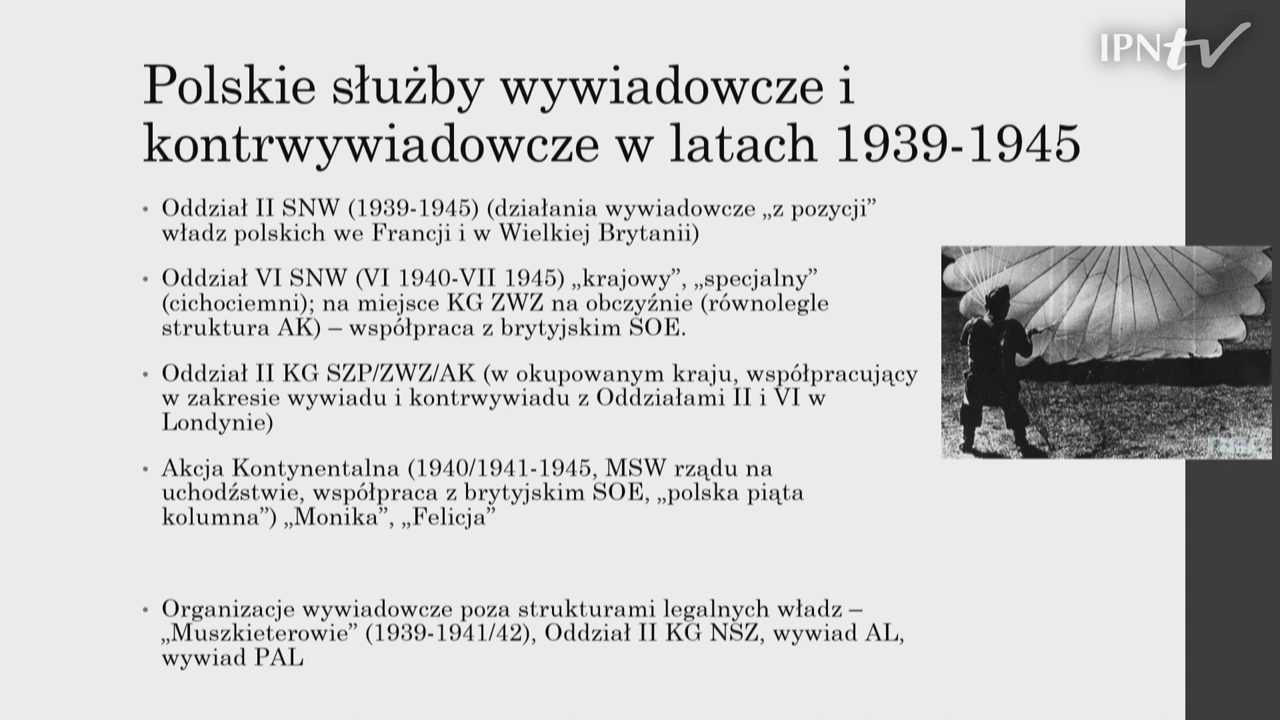 IPNtv
Polskie służby wywiadowcze i
kontrwywiadowcze w latach 1939-1945
• Oddział II SNW (1939-1945) (działania wywiadowcze „z pozycji”
władz polskich we Francji i w Wielkiej Brytanii)
• Oddział VI SNW (VI 1940-VII 1945) „krajowy”, „specjalny”
(cichociemni); na miejsce KG ZWZ na obczyźnie (równolegle
struktura AK) – współpraca z brytyjskim SOE.
• Oddział II KG SZP/ZWZ/AK (w okupowanym kraju, współpracujący
w zakresie wywiadu i kontrwywiadu z Oddziałami II i VI w
Londynie)
• Akcja Kontynentalna (1940/1941-1945, MSW rządu na
uchodźstwie, współpraca z brytyjskim SOE, „polska piąta
kolumna”) „Monika”, „Felicja”
• Organizacje wywiadowcze poza strukturami legalnych władz –
„Muszkieterowie” (1939-1941/42), Oddział II KG NSZ, wywiad AL,
wywiad PAL